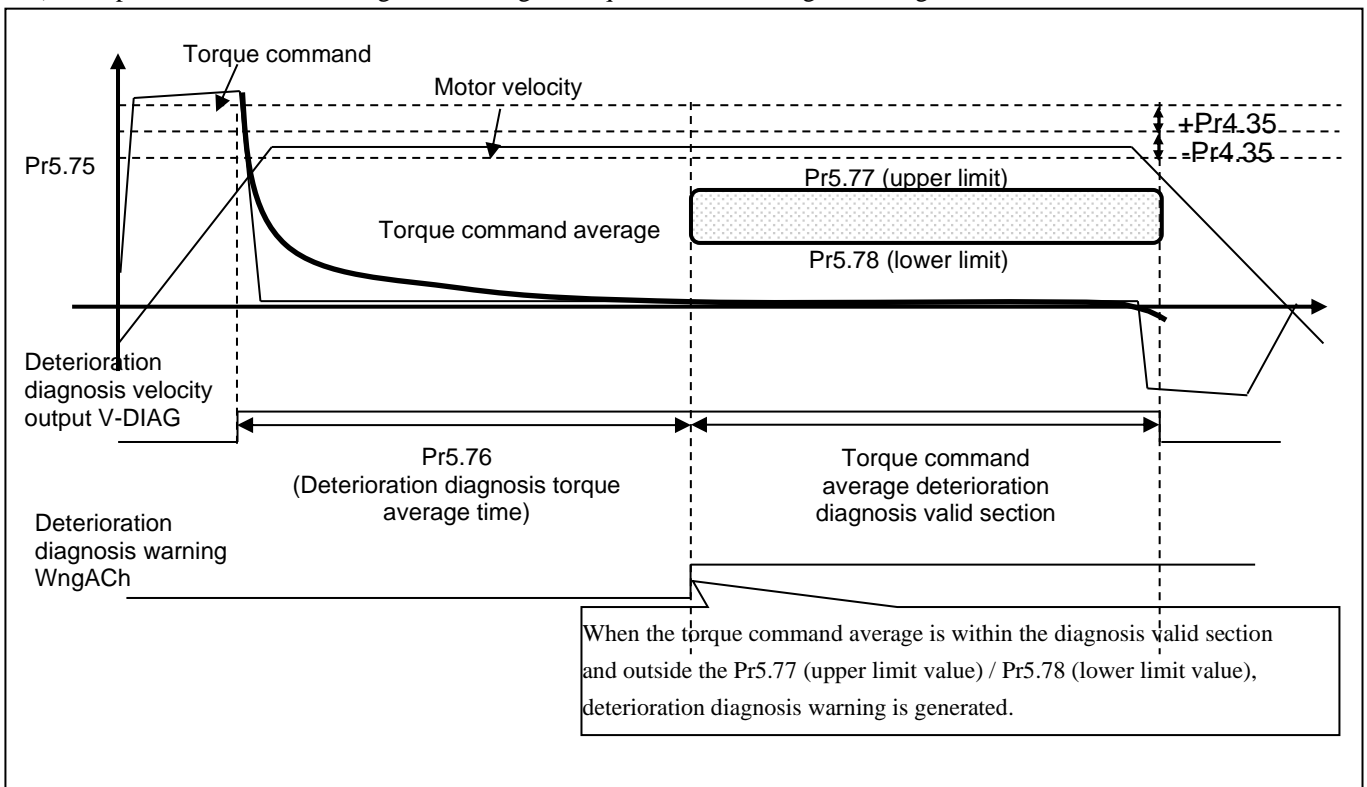 Torque command
Motor velocity
+Pr4.35
-Pr4.35
Pr5.75
Pr5.77 (upper limit)
Torque command average
Pr5.78 (lower limit)
Deterioration
diagnosis velocity
output V-DIAG
Pr5.76
(Deterioration diagnosis torque
average time)
Torque command
average deterioration
diagnosis valid section
Deterioration
diagnosis warning
WngACh
When the torque command average is within the diagnosis valid section
and outside the Pr5.77 (upper limit value) / Pr5.78 (lower limit value),
deterioration diagnosis warning is generated.